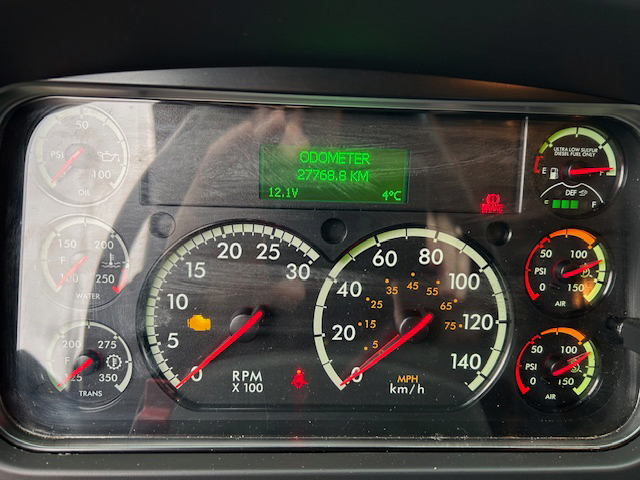 50
PSI
100
OIL
ODOMETER
27768.8 KM
12.1V 4°C
ULTRA LOW SULFUR
DIESEL FUEL ONLY
E F
DEF
E F
150 200
F
100 250
WATER
5 10 15 20 25 30
0
RPM
X 100
0 20 40 60 80 100 120 140
5 15 25 35 45 55 65 75
MPH
km/h
50 100
PSI
0 150
AIR
200 275
F
350
TRANS
50 100
PSI
0 150
AIR